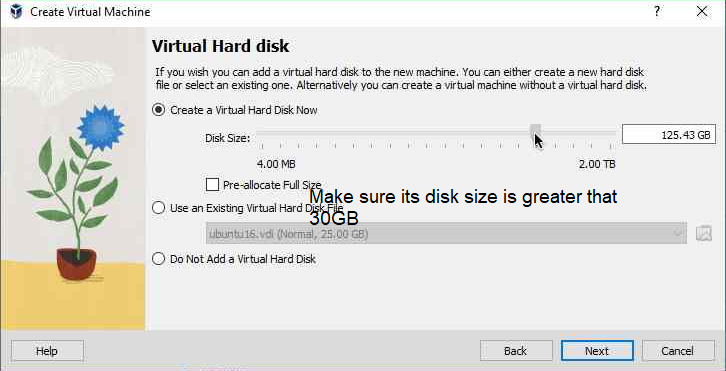 Create Virtual Machine
Virtual Hard disk
If you wish you can add a virtual hard disk to the new machine. You can either create a new hard disk
file or select an existing one. Alternatively you can create a virtual machine without a virtual hard disk.
Create a Virtual Hard Disk Now
Disk Size:
125.43 GB
4.00 MB
2.00 TB
Pre-allocate Full Size
Make sure its disk size is greater that
30GB
Use an Existing Virtual Hard Disk File
ubuntu16.vdi (Normal, 25.00 GB)
Do Not Add a Virtual Hard Disk
Help
Back
Next
Cancel